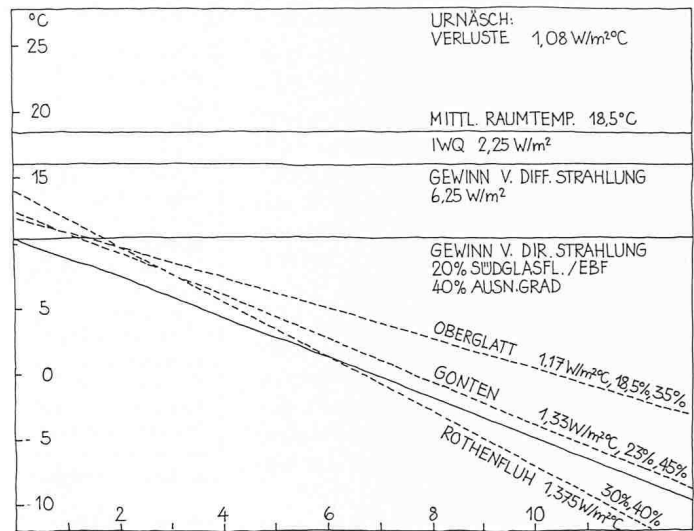 °C
25
20
15
5
0
-5
-10
2
4
6
8
10
URNÄSCH:
VERLUSTE 1,08 W/m²°C
MITTL. RAUMTEMP. 18,5°C
IWQ 2,25 W/m²
GEWINN V. DIFF. STRAHLUNG
6,25 W/m²
GEWINN V. DIR. STRAHLUNG
20% SÜDGLASFL./EBF
40% AUSN.GRAD
OBERGLATT 1,17 W/m²°C, 18,5%, 35%
GONTEN 1,33 W/m²°C, 23%, 45%
ROTHENFLUH 1,375 W/m²°C
30%, 40%